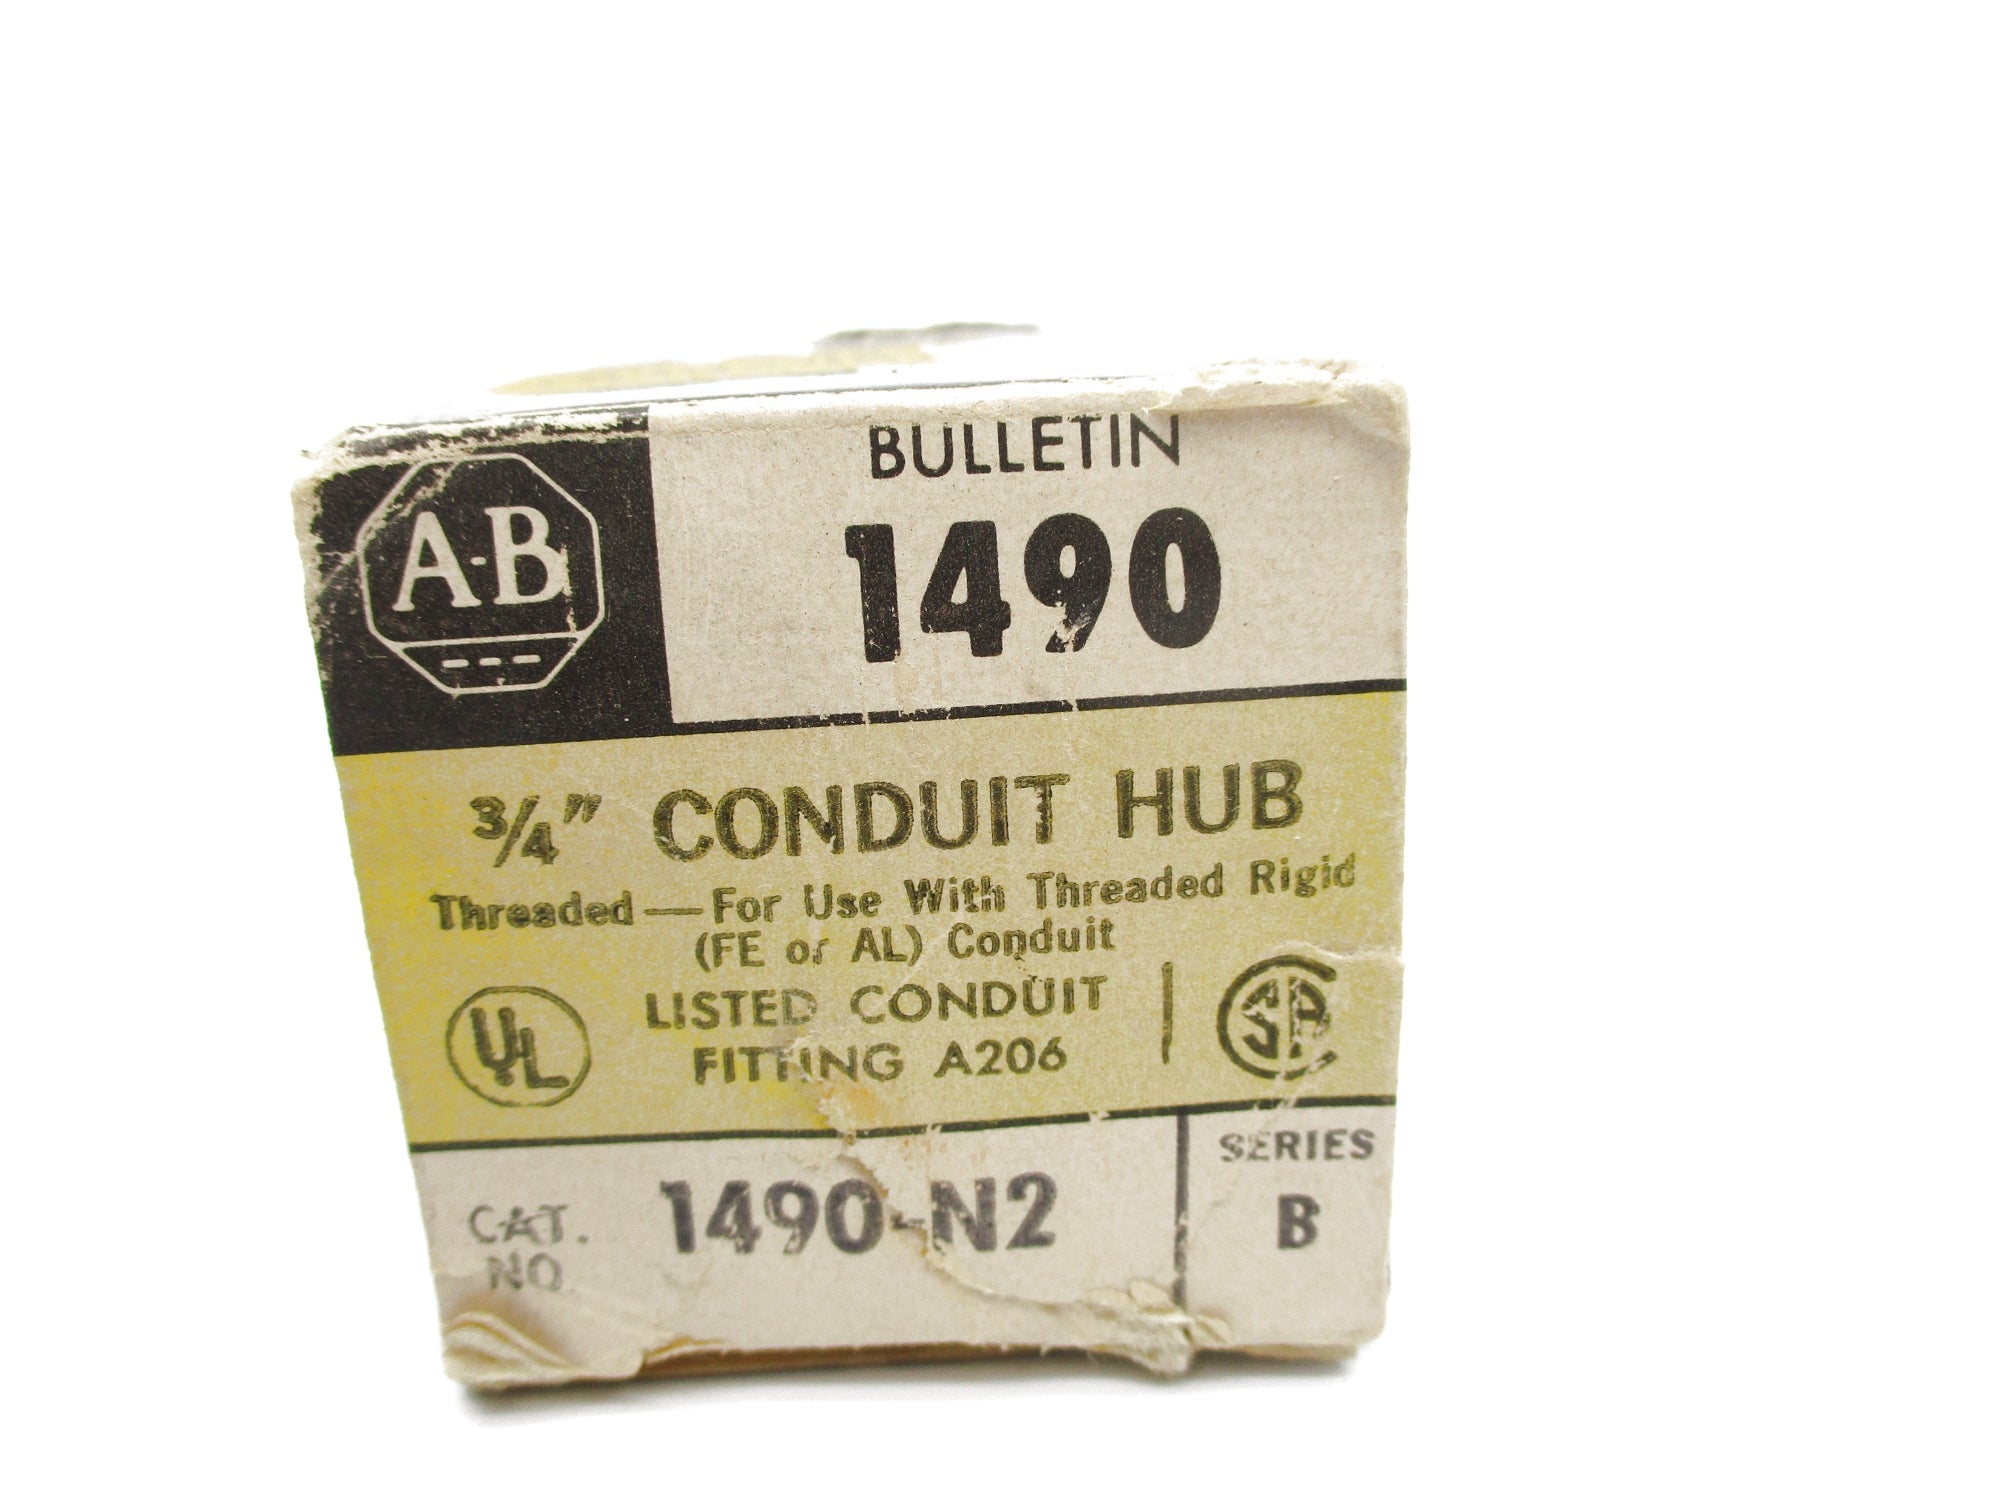 A-B
BULLETIN
1490
3/4" CONDUIT HUB
Threaded — For Use With Threaded Rigid
(FE or AL) Conduit
UL
LISTED CONDUIT
FITTING A206
SA
CAT.
NO.
1490-N2
SERIES
B